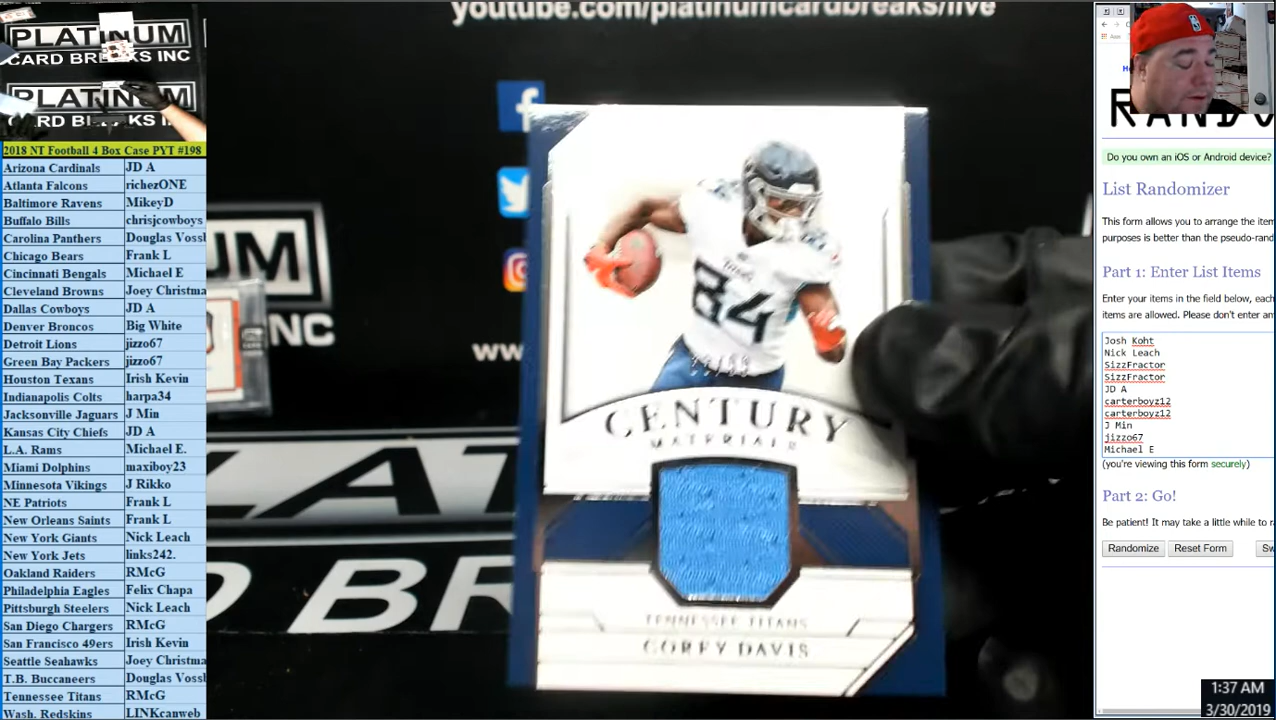 youtube.com/platinumcardbreaks/live
PLATINUM
CARD BREAKS INC
PLATINUM
2018 NT Football 4 Box Case PYT #198
Arizona Cardinals JD A
Atlanta Falcons richezONE
Baltimore Ravens MikeyD
Buffalo Bills chrisjcowboys
Carolina Panthers Douglas Vossl
Chicago Bears Frank L
Cincinnati Bengals Michael E
Cleveland Browns Joey Christma
Dallas Cowboys JD A
Denver Broncos Big White
Detroit Lions jizzo67
Green Bay Packers jizzo67
Houston Texans Irish Kevin
Indianapolis Colts harpa34
Jacksonville Jaguars J Min
Kansas City Chiefs JD A
L.A. Rams Michael E.
Miami Dolphins maxiboy23
Minnesota Vikings J Rikko
NE Patriots Frank L
New Orleans Saints Frank L
New York Giants Nick Leach
New York Jets links242.
Oakland Raiders RMcG
Philadelphia Eagles Felix Chapa
Pittsburgh Steelers Nick Leach
San Diego Chargers RMcG
San Francisco 49ers Irish Kevin
Seattle Seahawks Joey Christma
T.B. Buccaneers Douglas Vossl
Tennessee Titans RMcG
Wash. Redskins LINKcanweb
UM
INC
ww
84
CENTURY
MATERIALS
TENNESSEE TITANS
COREY DAVIS
LAT
D BR
Do you own an iOS or Android device?
List Randomizer
This form allows you to arrange the item
purposes is better than the pseudo-rand
Part 1: Enter List Items
Enter your items in the field below, each
items are allowed. Please don't enter an
Josh Koht
Nick Leach
SizzFractor
SizzFractor
JD A
carterboyz12
carterboyz12
J Min
jizzo67
Michael E
(you're viewing this form securely)
Part 2: Go!
Be patient! It may take a little while to ra
Randomize Reset Form Sw
1:37 AM
3/30/2019